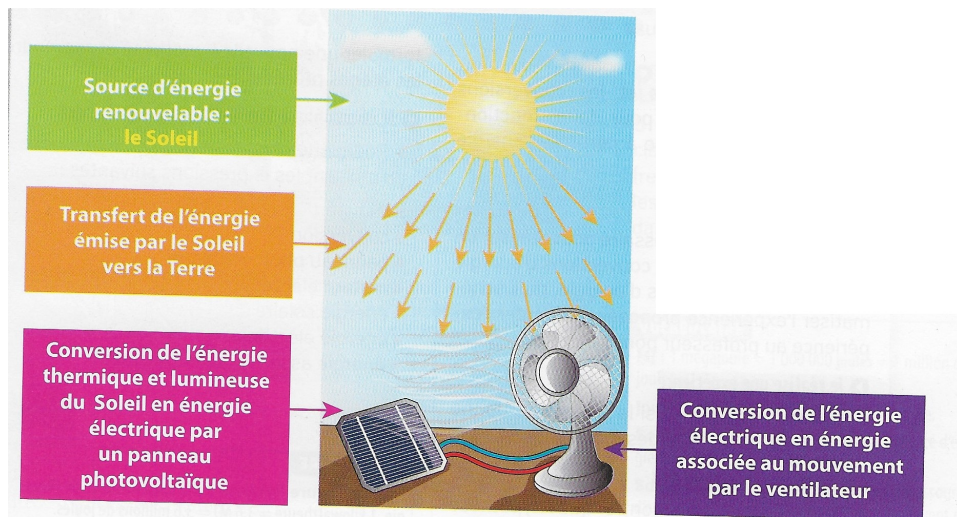 Source d'énergie
renouvelable :
le Soleil
Transfert de l'énergie
émise par le Soleil
vers la Terre
Conversion de l'énergie
thermique et lumineuse
du Soleil en énergie
électrique par
un panneau
photovoltaïque
Conversion de l'énergie
électrique en énergie
associée au mouvement
par le ventilateur